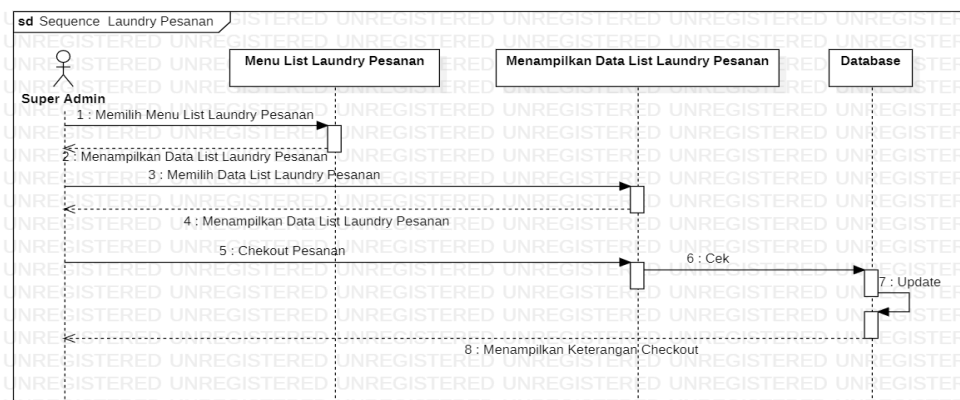 sd Sequence Laundry Pesanan
Menu List Laundry Pesanan
Menampilkan Data List Laundry Pesanan
Database
Super Admin
1 : Memilih Menu List Laundry Pesanan
2 : Menampilkan Data List Laundry Pesanan
3 : Memilih Data List Laundry Pesanan
4 : Menampilkan Data List Laundry Pesanan
5 : Chekout Pesanan
6 : Cek
7 : Update
8 : Menampilkan Keterangan Checkout
UNREGISTERED